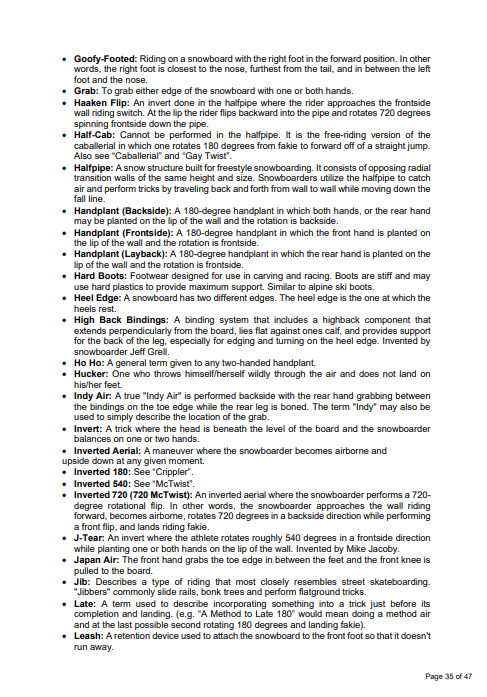 • Goofy-Footed: Riding on a snowboard with the right foot in the forward position. In other
words, the right foot is closest to the nose, furthest from the tail, and in between the left
foot and the nose.
• Grab: To grab either edge of the snowboard with one or both hands.
• Haaken Flip: An invert done in the halfpipe where the rider approaches the frontside
wall riding switch. At the lip the rider flips backward into the pipe and rotates 720 degrees
spinning frontside down the pipe.
• Half-Cab: Cannot be performed in the halfpipe. It is the free-riding version of the
caballerial in which one rotates 180 degrees from fakie to forward off of a straight jump.
Also see “Caballerial” and “Gay Twist”.
• Halfpipe: A snow structure built for freestyle snowboarding. It consists of opposing radial
transition walls of the same height and size. Snowboarders utilize the halfpipe to catch
air and perform tricks by traveling back and forth from wall to wall while moving down the
fall line.
• Handplant (Backside): A 180-degree handplant in which both hands, or the rear hand
may be planted on the lip of the wall and the rotation is backside.
• Handplant (Frontside): A 180-degree handplant in which the front hand is planted on
the lip of the wall and the rotation is frontside.
• Handplant (Layback): A 180-degree handplant in which the rear hand is planted on the
lip of the wall and the rotation is frontside.
• Hard Boots: Footwear designed for use in carving and racing. Boots are stiff and may
use hard plastics to provide maximum support. Similar to alpine ski boots.
• Heel Edge: A snowboard has two different edges. The heel edge is the one at which the
heels rest.
• High Back Bindings: A binding system that includes a highback component that
extends perpendicularly from the board, lies flat against ones calf, and provides support
for the back of the leg, especially for edging and turning on the heel edge. Invented by
snowboarder Jeff Grell.
• Ho Ho: A general term given to any two-handed handplant.
• Hucker: One who throws himself/herself wildly through the air and does not land on
his/her feet.
• Indy Air: A true "Indy Air" is performed backside with the rear hand grabbing between
the bindings on the toe edge while the rear leg is boned. The term "Indy" may also be
used to simply describe the location of the grab.
• Invert: A trick where the head is beneath the level of the board and the snowboarder
balances on one or two hands.
• Inverted Aerial: A maneuver where the snowboarder becomes airborne and
upside down at any given moment.
• Inverted 180: See “Crippler”.
• Inverted 540: See “McTwist”.
• Inverted 720 (720 McTwist): An inverted aerial where the snowboarder performs a 720-
degree rotational flip. In other words, the snowboarder approaches the wall riding
forward, becomes airborne, rotates 720 degrees in a backside direction while performing
a front flip, and lands riding fakie.
• J-Tear: An invert where the athlete rotates roughly 540 degrees in a frontside direction
while planting one or both hands on the lip of the wall. Invented by Mike Jacoby.
• Japan Air: The front hand grabs the toe edge in between the feet and the front knee is
pulled to the board.
• Jib: Describes a type of riding that most closely resembles street skateboarding.
"Jibbers" commonly slide rails, bonk trees and perform flatground tricks.
• Late: A term used to describe incorporating something into a trick just before its
completion and landing. (e.g. “A Method to Late 180” would mean doing a method air
and at the last possible second rotating 180 degrees and landing fakie).
• Leash: A retention device used to attach the snowboard to the front foot so that it doesn't
run away.
Page 35 of 47